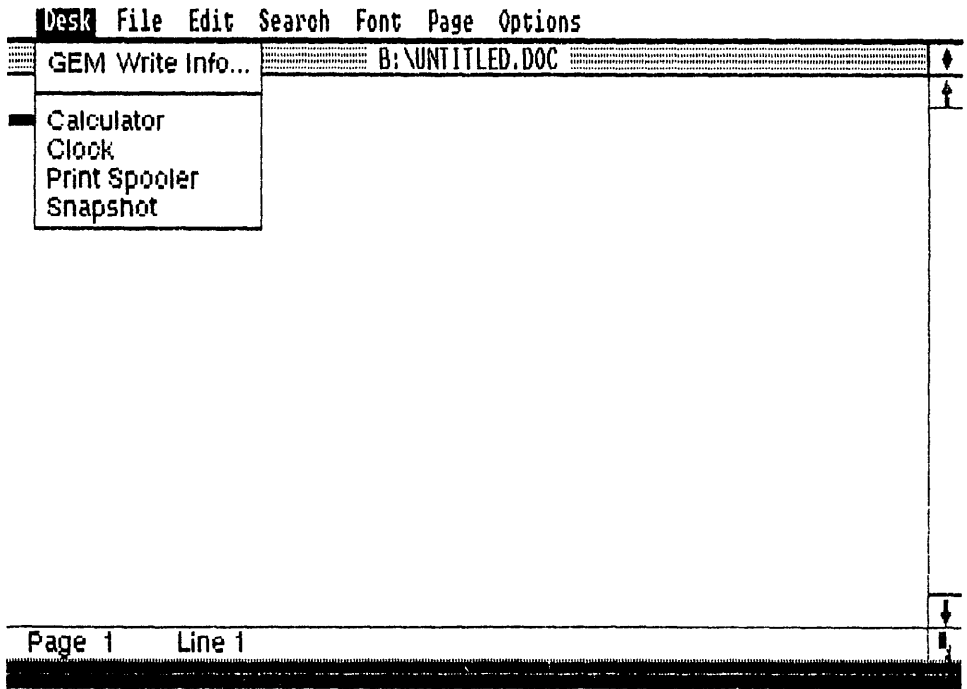 Desk File Edit Search Font Page Options
B:\UNTITLED.DOC
GEM Write Info...
Calculator
Clock
Print Spooler
Snapshot
Page 1 Line 1